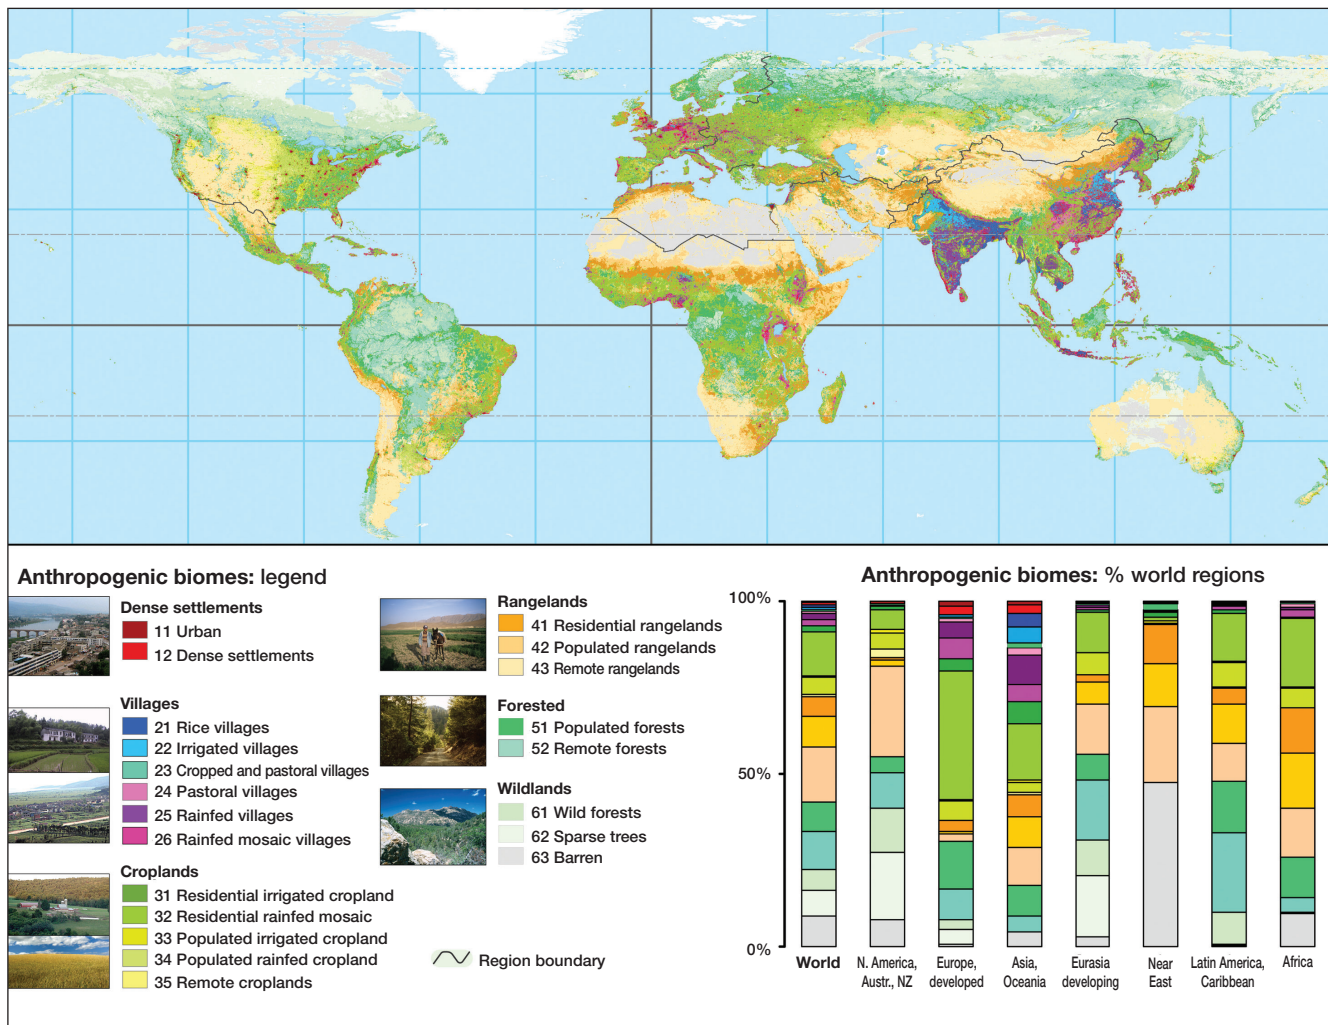 Anthropogenic biomes: legend
Dense settlements
11 Urban
12 Dense settlements
Villages
21 Rice villages
22 Irrigated villages
23 Cropped and pastoral villages
24 Pastoral villages
25 Rainfed villages
26 Rainfed mosaic villages
Croplands
31 Residential irrigated cropland
32 Residential rainfed mosaic
33 Populated irrigated cropland
34 Populated rainfed cropland
35 Remote croplands
Rangelands
41 Residential rangelands
42 Populated rangelands
43 Remote rangelands
Forested
51 Populated forests
52 Remote forests
Wildlands
61 Wild forests
62 Sparse trees
63 Barren
Region boundary
Anthropogenic biomes: % world regions
100%
50%
0%
World
N. America,
Austr., NZ
Europe,
developed
Asia,
Oceania
Eurasia
developing
Near
East
Latin America,
Caribbean
Africa